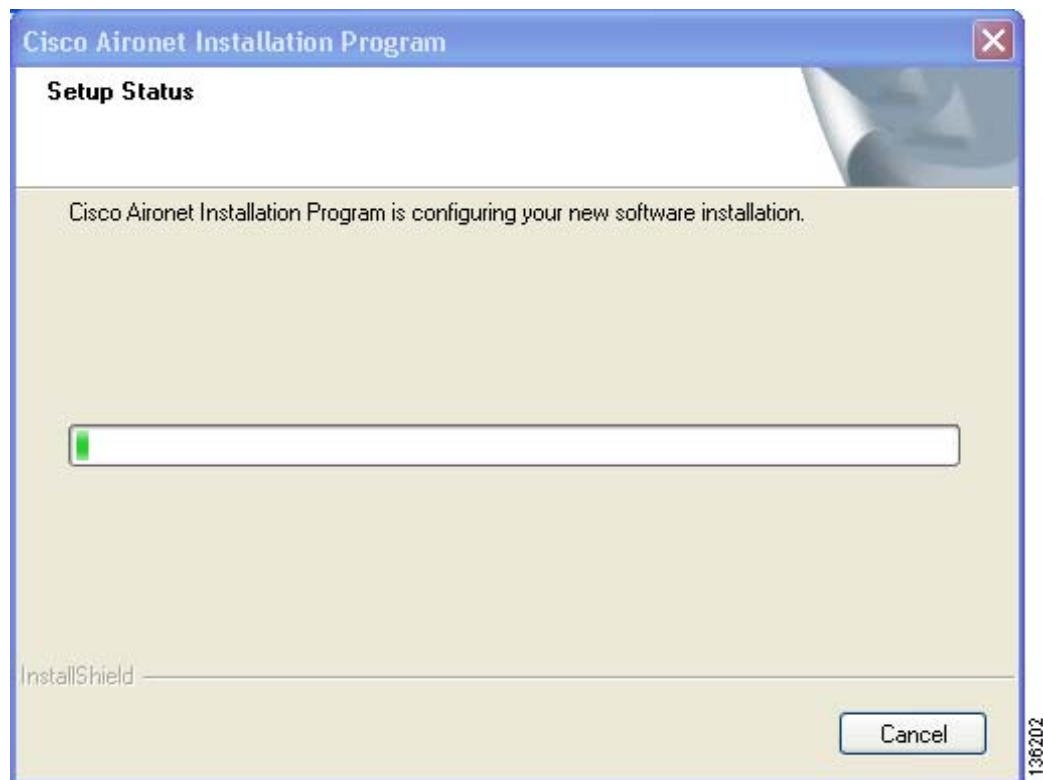 Cisco Aironet Installation Program
Setup Status
Cisco Aironet Installation Program is configuring your new software installation.
InstallShield
Cancel
136202